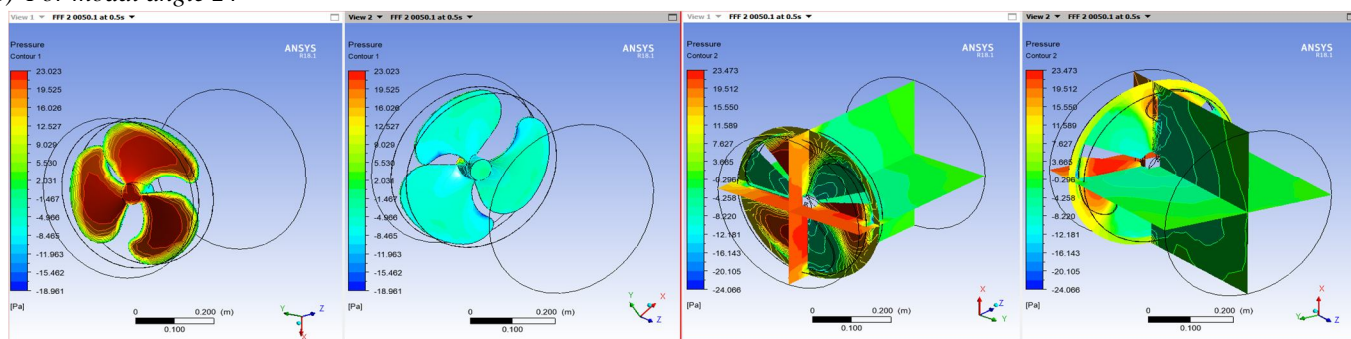 ) For modal angle 24
View 1 FFF 2 0050.1 at 0.5s
Pressure
Contour 1
ANSYS
R18.1
23.023
19.525
16.026
12.527
9.029
5.530
2.031
-1.467
-4.966
-8.465
-11.963
-15.462
-18.961
[Pa]
0 0.200 (m)
0.100
Y Z
X
View 2 FFF 2 0050.1 at 0.5s
Pressure
Contour 1
ANSYS
R18.1
23.023
19.525
16.026
12.527
9.029
5.530
2.031
-1.467
-4.966
-8.465
-11.963
-15.462
-18.961
[Pa]
0 0.200 (m)
0.100
Y X
Z
View 1 FFF 2 0050.1 at 0.5s
Pressure
Contour 2
ANSYS
R18.1
23.473
19.512
15.550
11.589
7.627
3.665
-0.296
-4.258
-8.220
-12.181
-16.143
-20.105
-24.066
[Pa]
0 0.200 (m)
0.100
X
Z
Y
View 2 FFF 2 0050.1 at 0.5s
Pressure
Contour 2
ANSYS
R18.1
23.473
19.512
15.550
11.589
7.627
3.665
-0.296
-4.258
-8.220
-12.181
-16.143
-20.105
-24.066
[Pa]
0 0.200 (m)
0.100
X
Y Z